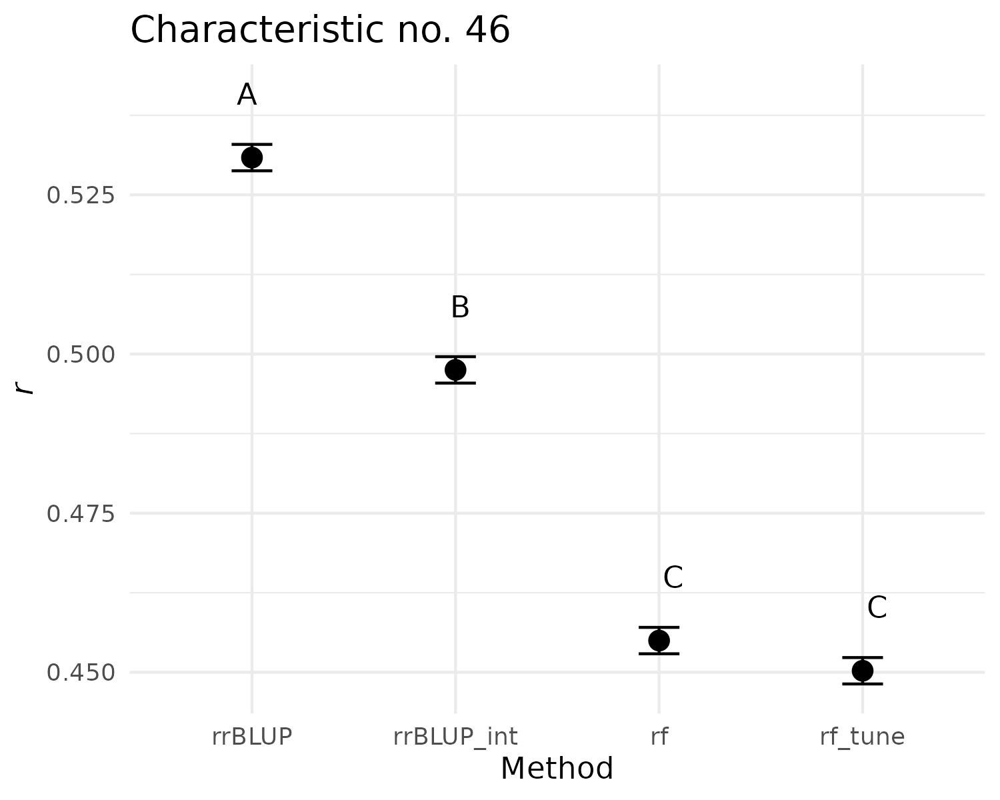 Characteristic no. 46
A
0.525
B
0.500
r
0.475
C
C
0.450
rrBLUP rrBLUP_int rf rf_tune
Method